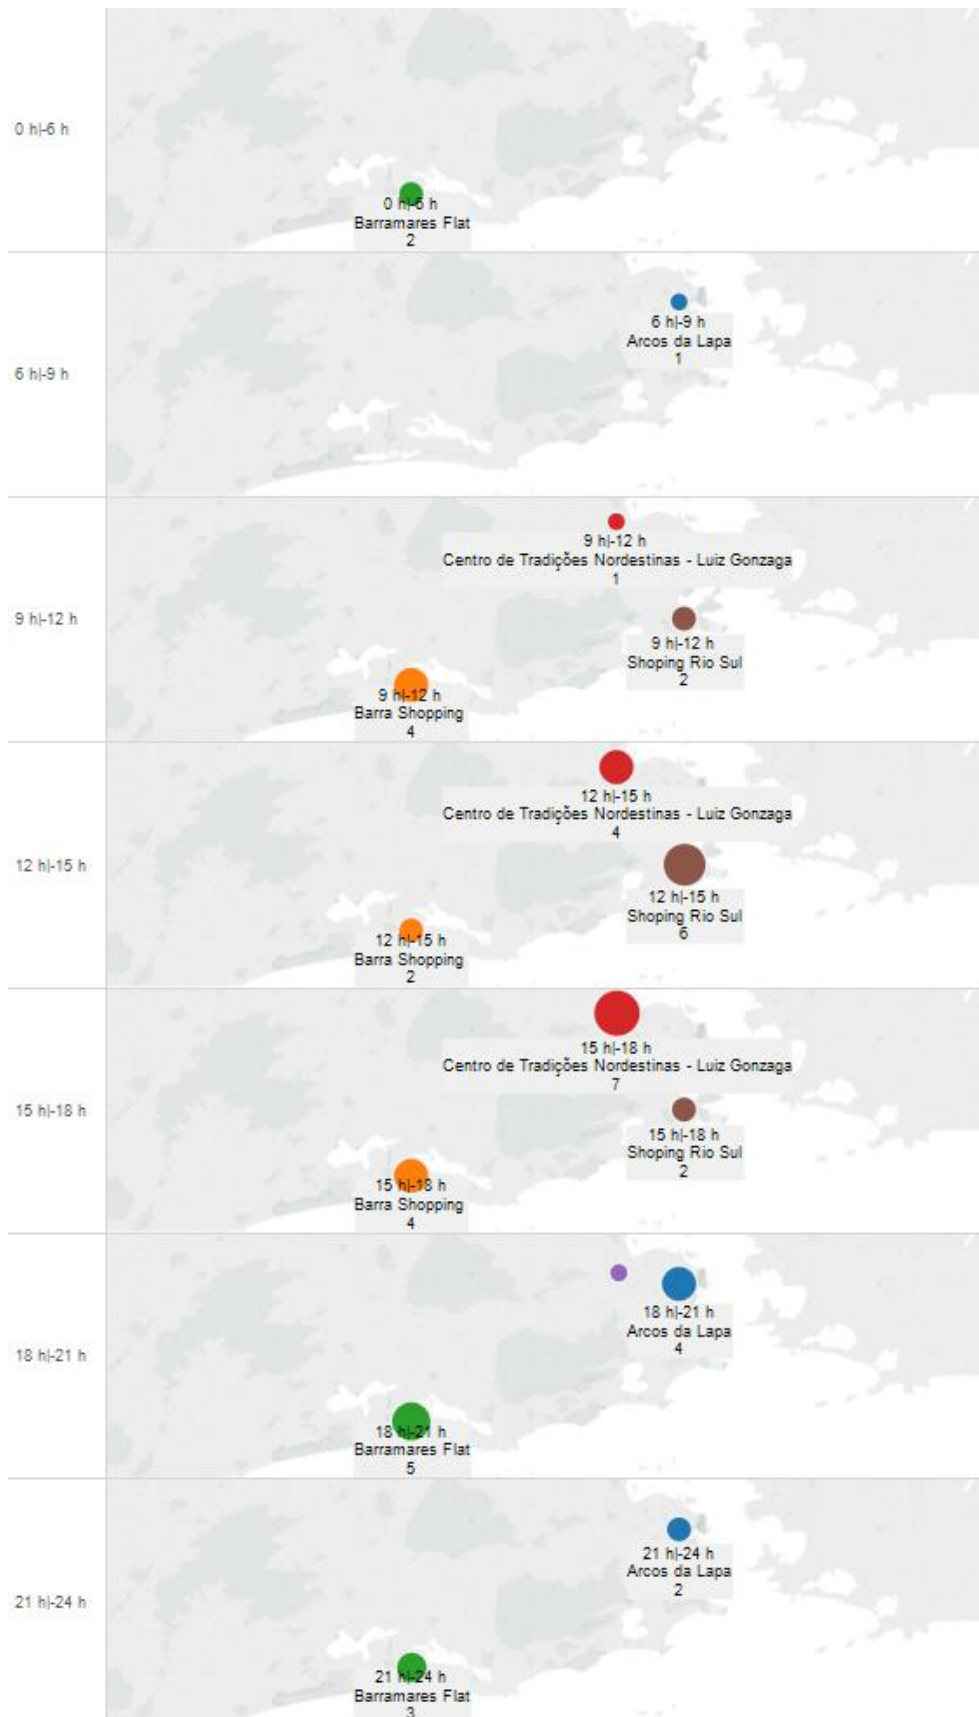 0 h|-6 h
0 h|-6 h
Barramares Flat
2
6 h|-9 h
6 h|-9 h
Arcos da Lapa
1
9 h|-12 h
9 h|-12 h
Centro de Tradições Nordestinas - Luiz Gonzaga
1
9 h|-12 h
Shoping Rio Sul
2
9 h|-12 h
Barra Shopping
4
12 h|-15 h
12 h|-15 h
Centro de Tradições Nordestinas - Luiz Gonzaga
4
12 h|-15 h
Shoping Rio Sul
6
12 h|-15 h
Barra Shopping
2
15 h|-18 h
15 h|-18 h
Centro de Tradições Nordestinas - Luiz Gonzaga
7
15 h|-18 h
Shoping Rio Sul
2
15 h|-18 h
Barra Shopping
4
18 h|-21 h
18 h|-21 h
Arcos da Lapa
4
18 h|-21 h
Barramares Flat
5
21 h|-24 h
21 h|-24 h
Arcos da Lapa
2
21 h|-24 h
Barramares Flat
3